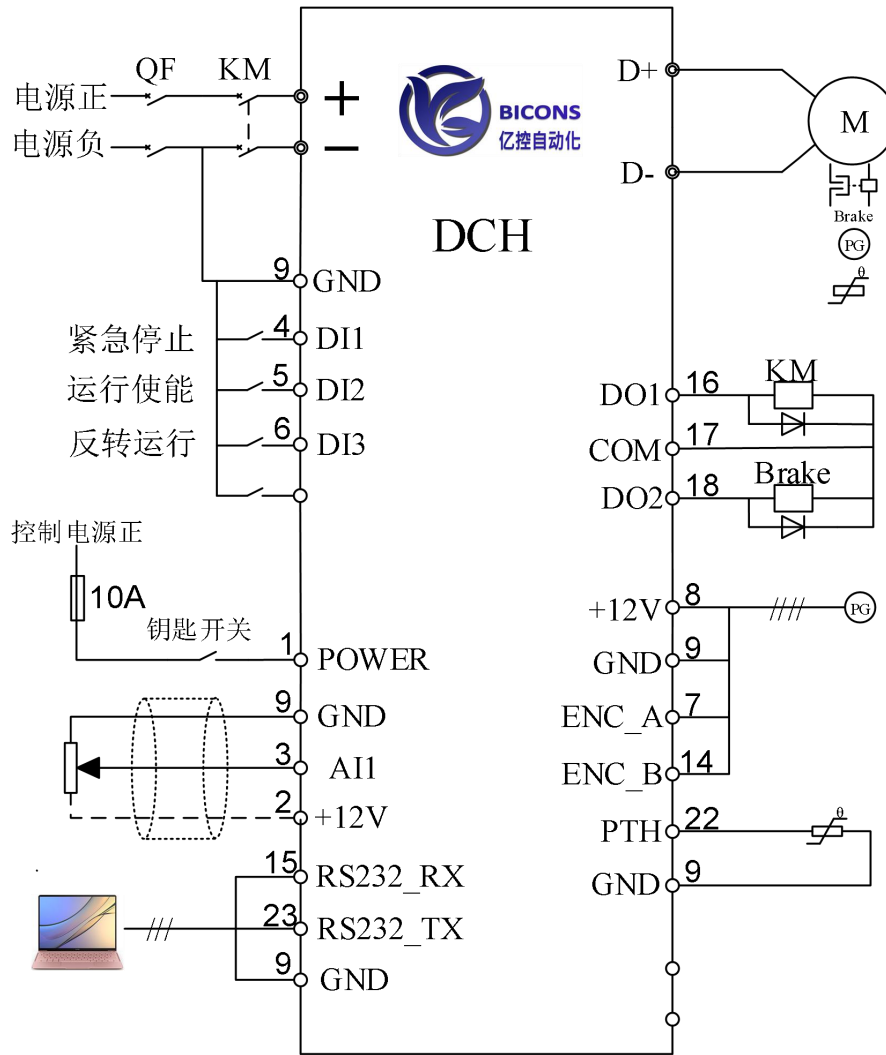 QF KM
电源正
电源负
+
−
BICONS
亿控自动化
DCH
D+
D-
M
Brake
PG
θ
9 GND
紧急停止 4 DI1
运行使能 5 DI2
反转运行 6 DI3
控制电源正
10A
钥匙开关
1 POWER
9 GND
3 AI1
2 +12V
15 RS232_RX
23 RS232_TX
9 GND
KM
DO1 16
COM 17
Brake
DO2 18
+12V 8 PG
GND 9
ENC_A 7
ENC_B 14
PTH 22 θ
GND 9